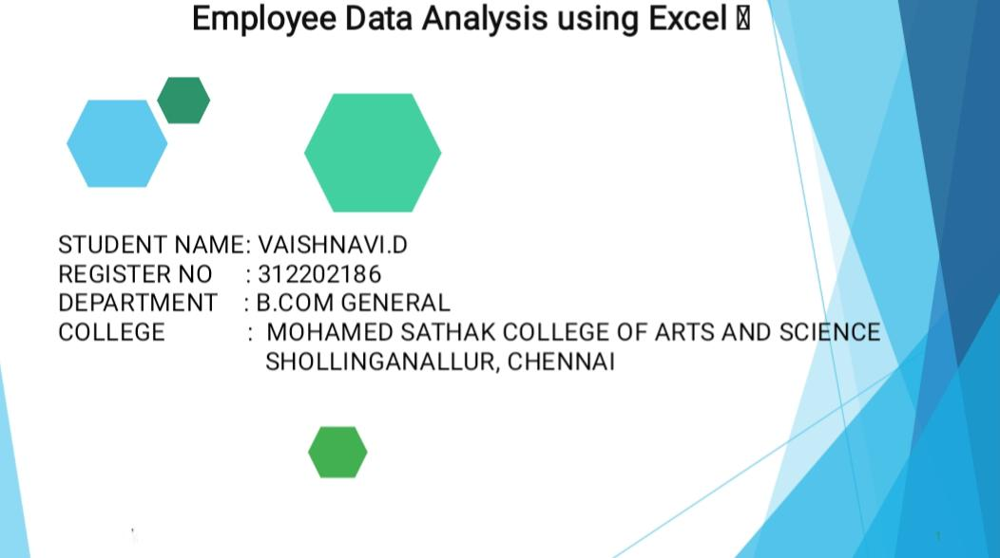 Employee Data Analysis using Excel
STUDENT NAME: VAISHNAVI.D
REGISTER NO : 312202186
DEPARTMENT : B.COM GENERAL
COLLEGE : MOHAMED SATHAK COLLEGE OF ARTS AND SCIENCE
SHOLLINGANALLUR, CHENNAI
1